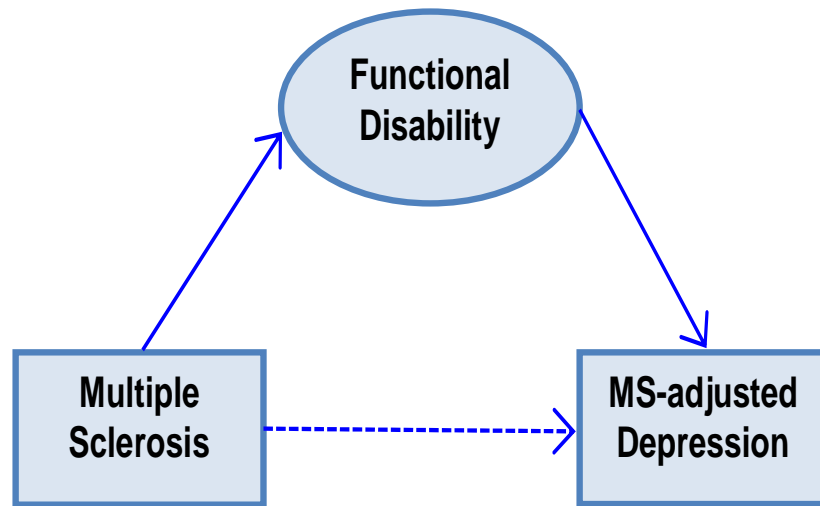 Functional
Disability
Multiple
Sclerosis
MS-adjusted
Depression